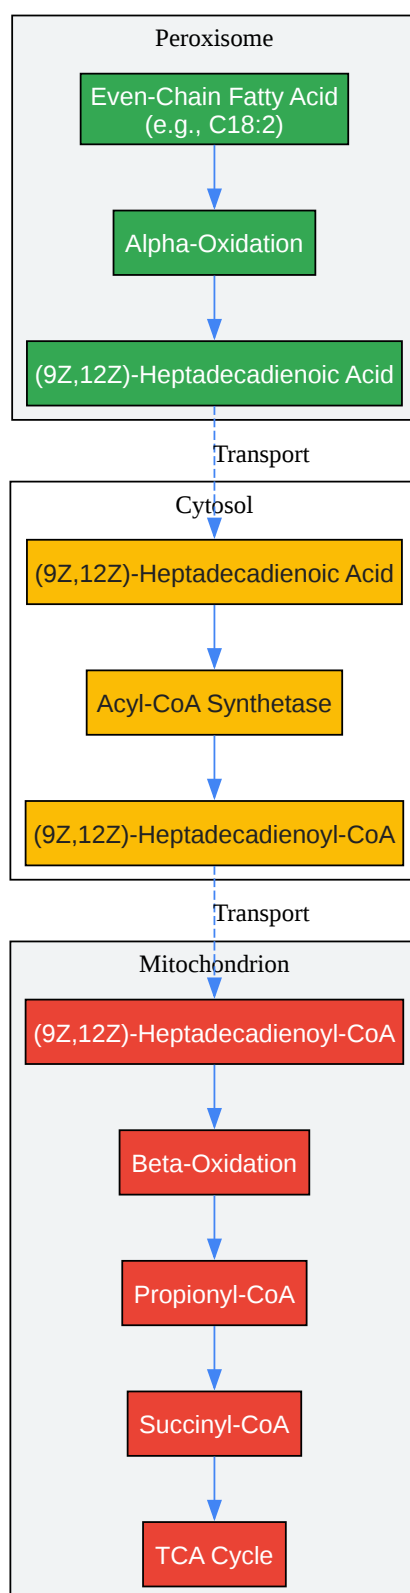 Peroxisome
Even-Chain Fatty Acid
(e.g., C18:2)
Alpha-Oxidation
(9Z,12Z)-Heptadecadienoic Acid
Transport
Cytosol
(9Z,12Z)-Heptadecadienoic Acid
Acyl-CoA Synthetase
(9Z,12Z)-Heptadecadienoyl-CoA
Transport
Mitochondrion
(9Z,12Z)-Heptadecadienoyl-CoA
Beta-Oxidation
Propionyl-CoA
Succinyl-CoA
TCA Cycle